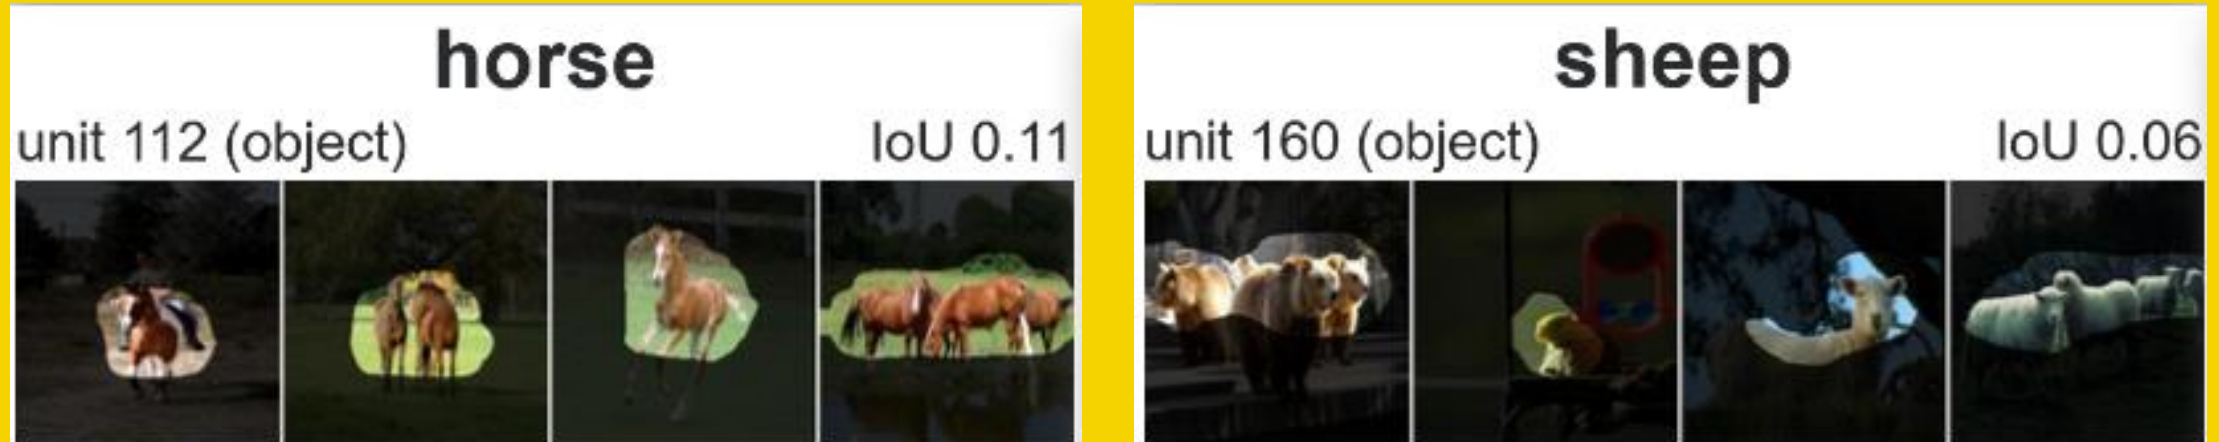 horse
unit 112 (object) IoU 0.11
sheep
unit 160 (object) IoU 0.06